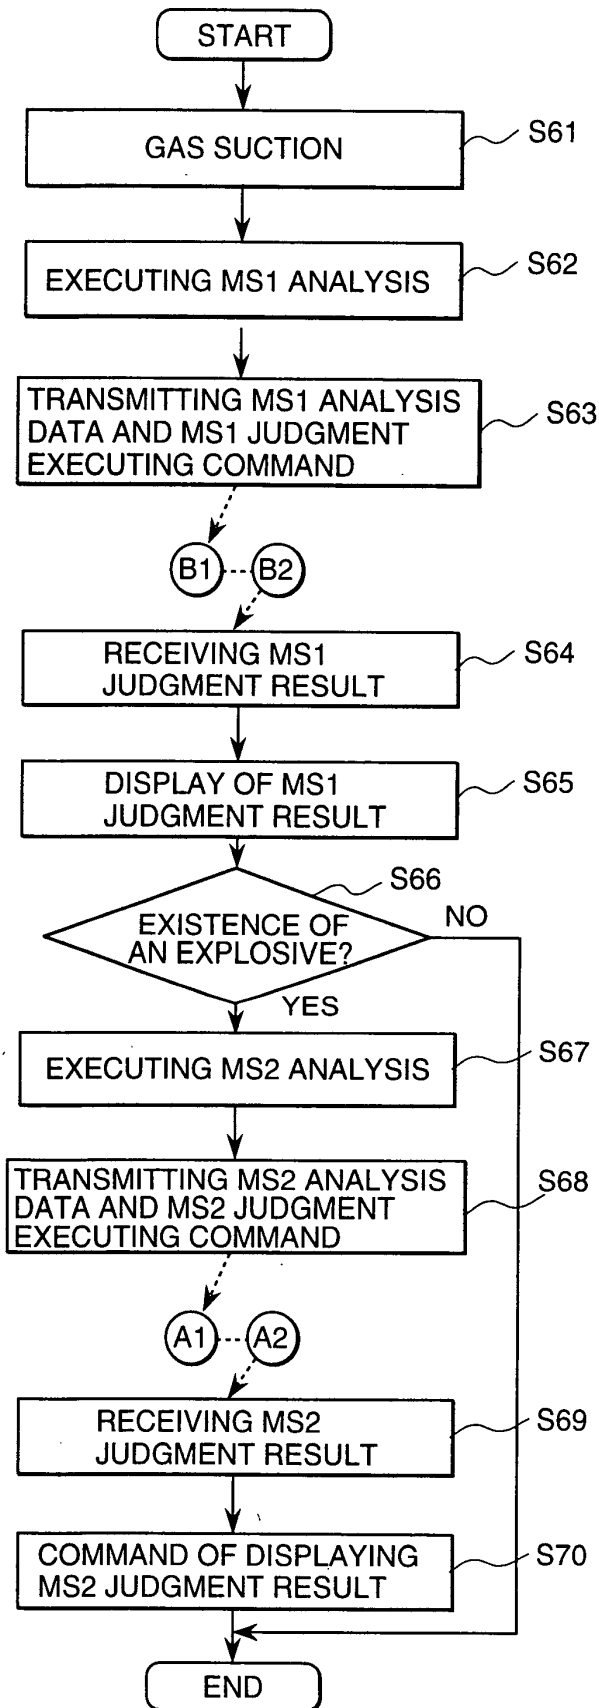 START
GAS SUCTION
S61
EXECUTING MS1 ANALYSIS
S62
TRANSMITTING MS1 ANALYSIS
DATA AND MS1 JUDGMENT
EXECUTING COMMAND
S63
B1
B2
RECEIVING MS1
JUDGMENT RESULT
S64
DISPLAY OF MS1
JUDGMENT RESULT
S65
S66
EXISTENCE OF
AN EXPLOSIVE?
NO
YES
EXECUTING MS2 ANALYSIS
S67
TRANSMITTING MS2 ANALYSIS
DATA AND MS2 JUDGMENT
EXECUTING COMMAND
S68
A1
A2
RECEIVING MS2
JUDGMENT RESULT
S69
COMMAND OF DISPLAYING
MS2 JUDGMENT RESULT
S70
END